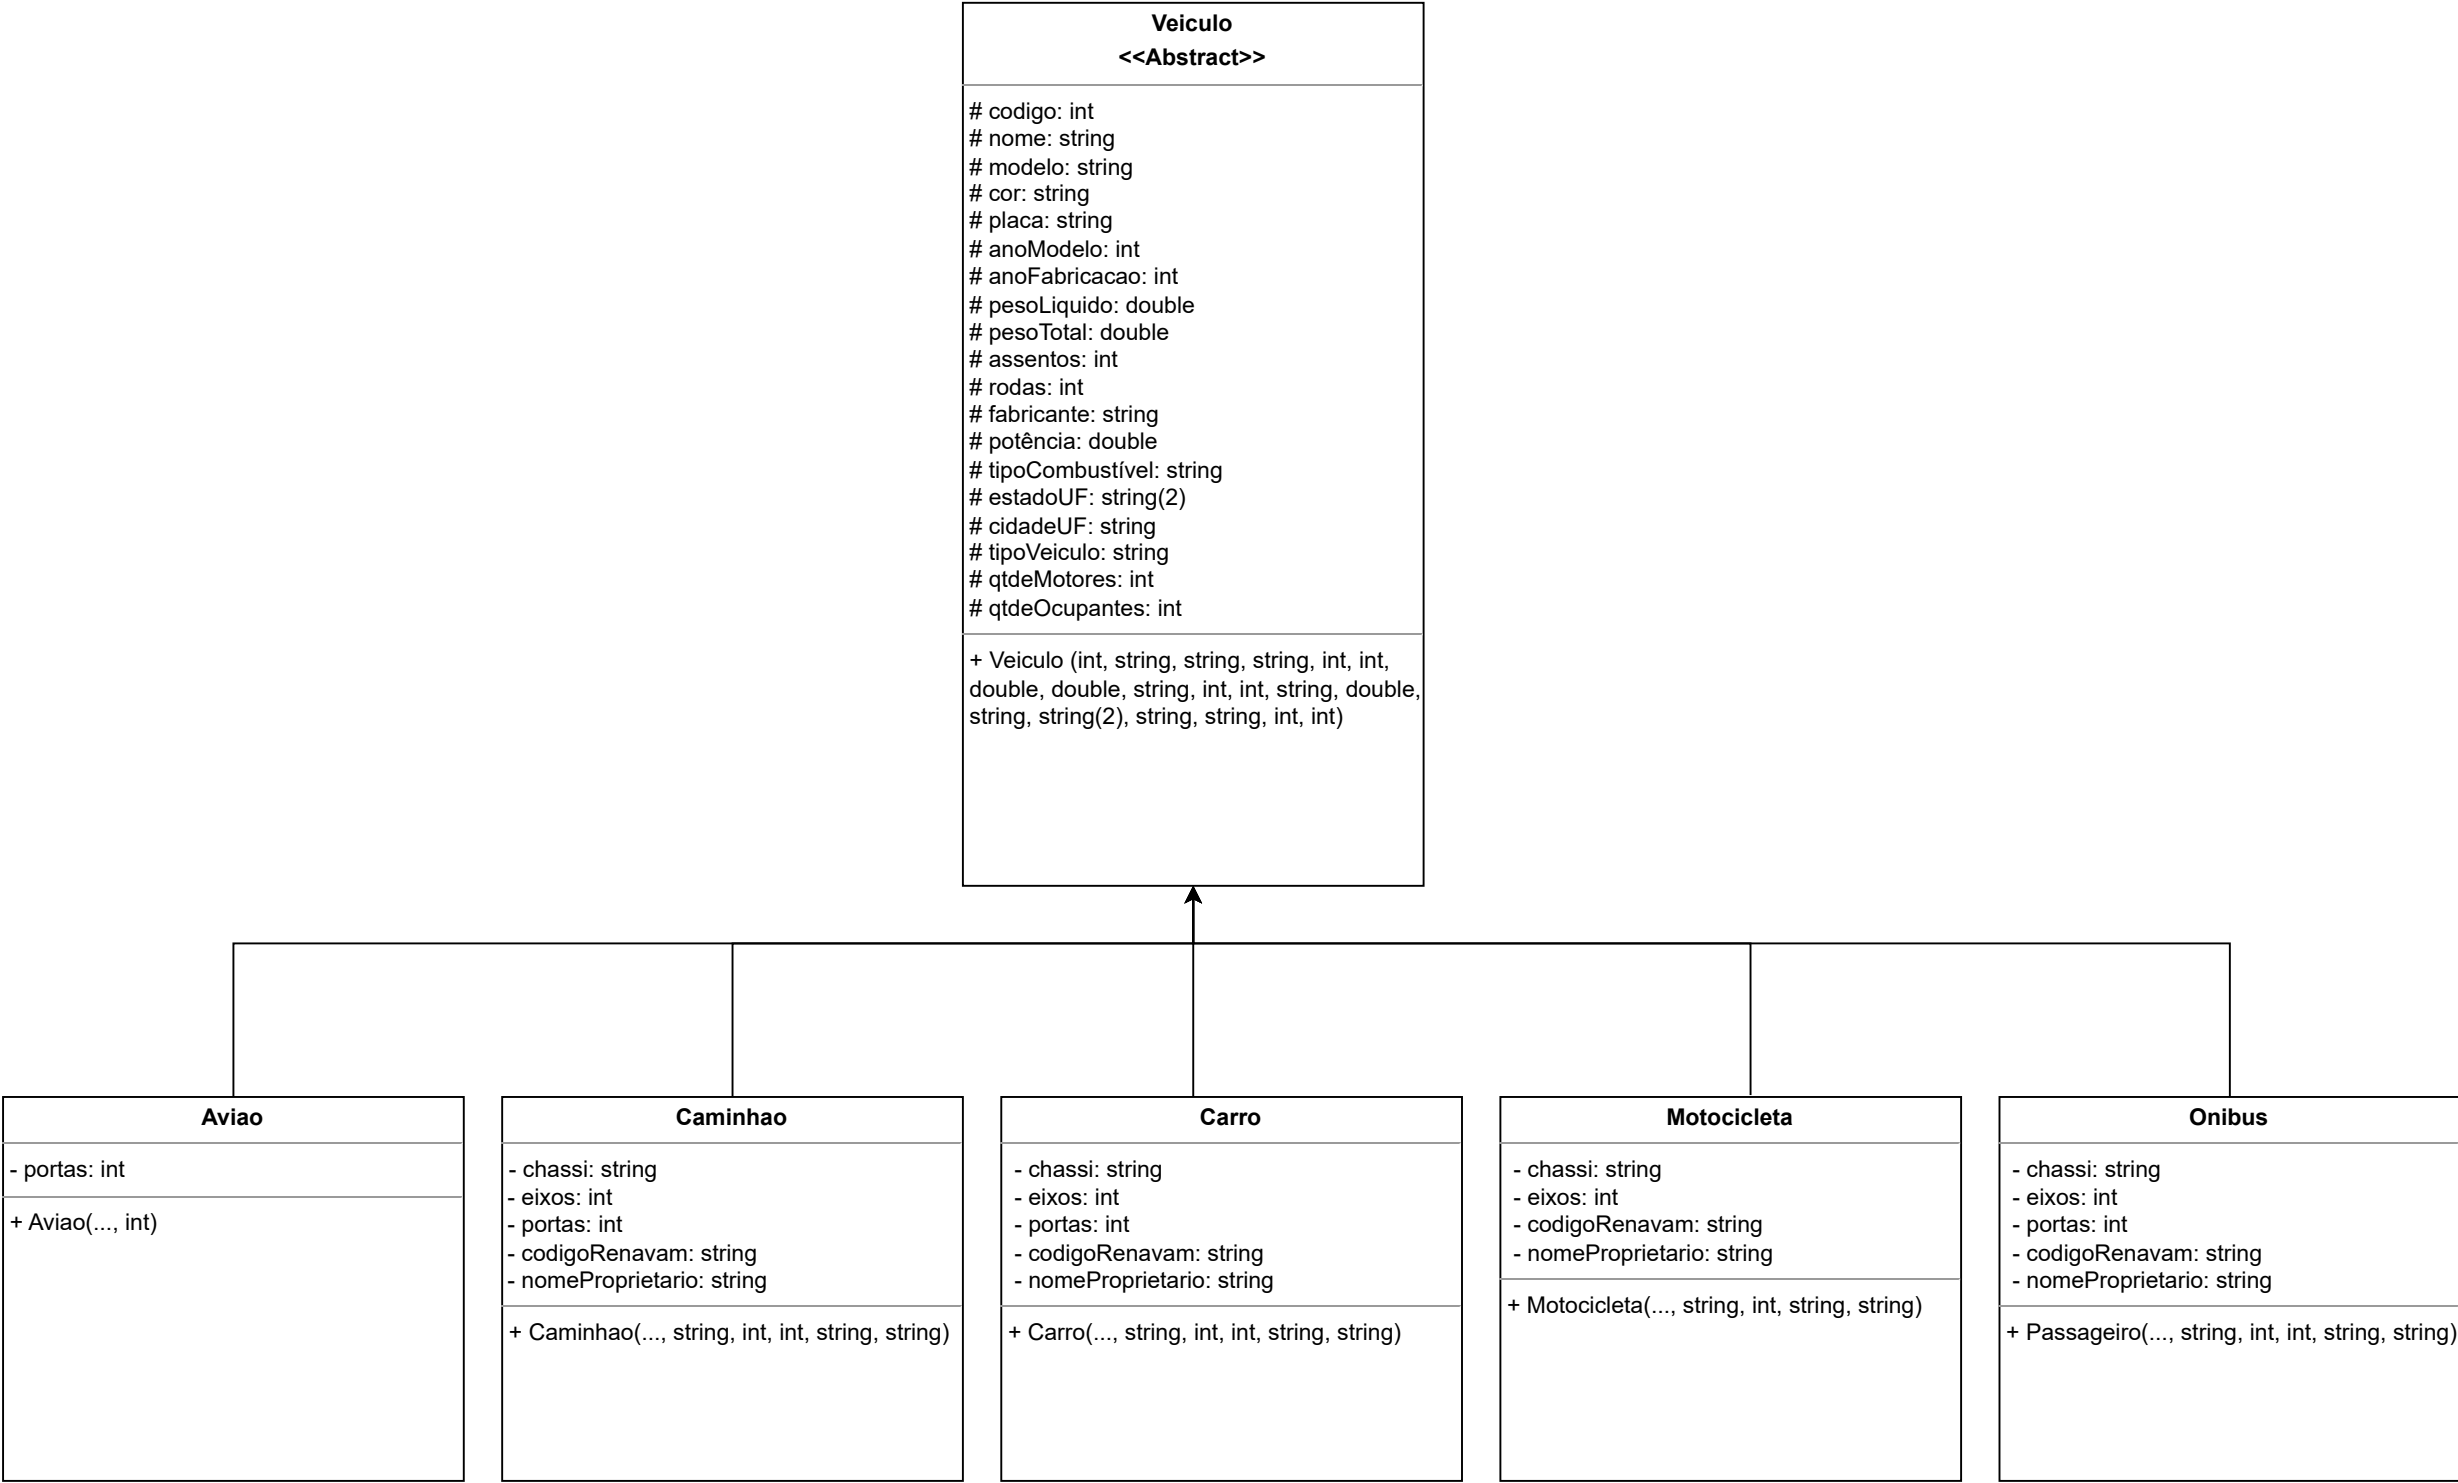 Veiculo
<<Abstract>>
# codigo: int
# nome: string
# modelo: string
# cor: string
# placa: string
# anoModelo: int
# anoFabricacao: int
# pesoLiquido: double
# pesoTotal: double
# assentos: int
# rodas: int
# fabricante: string
# potência: double
# tipoCombustível: string
# estadoUF: string(2)
# cidadeUF: string
# tipoVeiculo: string
# qtdeMotores: int
# qtdeOcupantes: int
+ Veiculo (int, string, string, string, int, int,
double, double, string, int, int, string, double,
string, string(2), string, string, int, int)
Aviao
- portas: int
+ Aviao(..., int)
Caminhao
- chassi: string
- eixos: int
- portas: int
- codigoRenavam: string
- nomeProprietario: string
+ Caminhao(..., string, int, int, string, string)
Carro
- chassi: string
- eixos: int
- portas: int
- codigoRenavam: string
- nomeProprietario: string
+ Carro(..., string, int, int, string, string)
Motocicleta
- chassi: string
- eixos: int
- codigoRenavam: string
- nomeProprietario: string
+ Motocicleta(..., string, int, string, string)
Onibus
- chassi: string
- eixos: int
- portas: int
- codigoRenavam: string
- nomeProprietario: string
+ Passageiro(..., string, int, int, string, string)